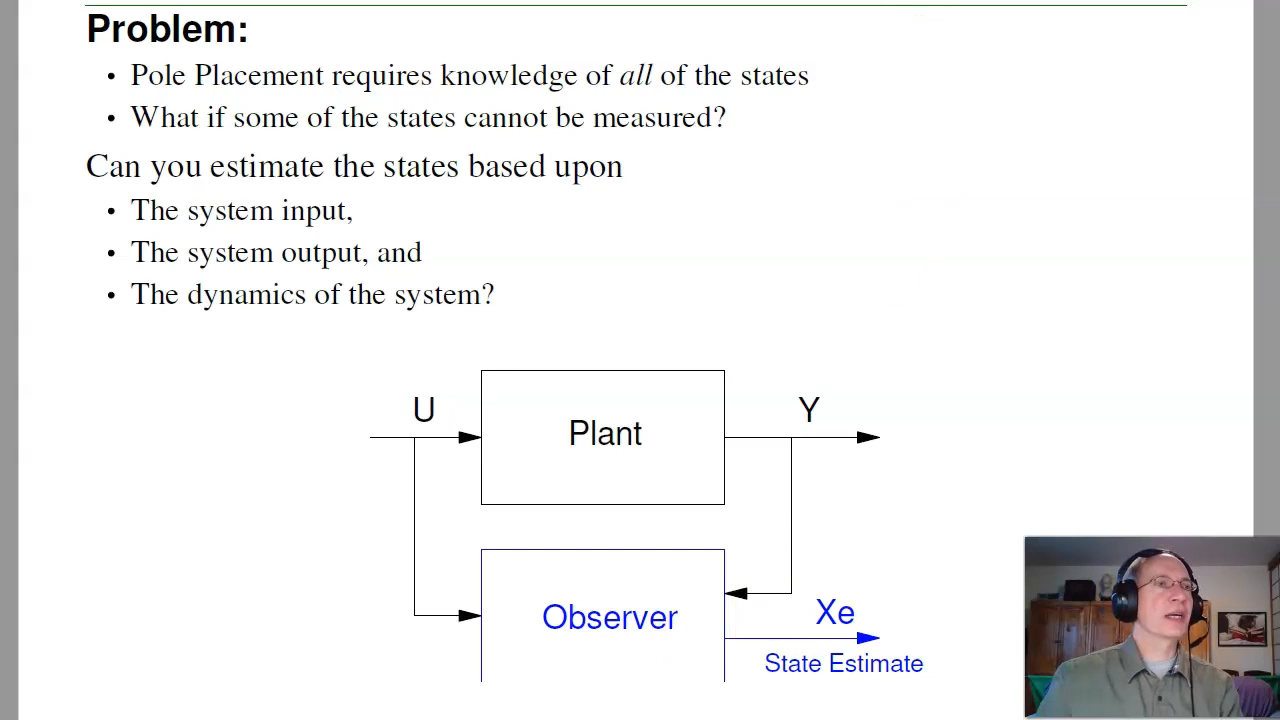 Problem:
• Pole Placement requires knowledge of all of the states
• What if some of the states cannot be measured?
Can you estimate the states based upon
• The system input,
• The system output, and
• The dynamics of the system?
U
Plant
Y
Observer
Xe
State Estimate